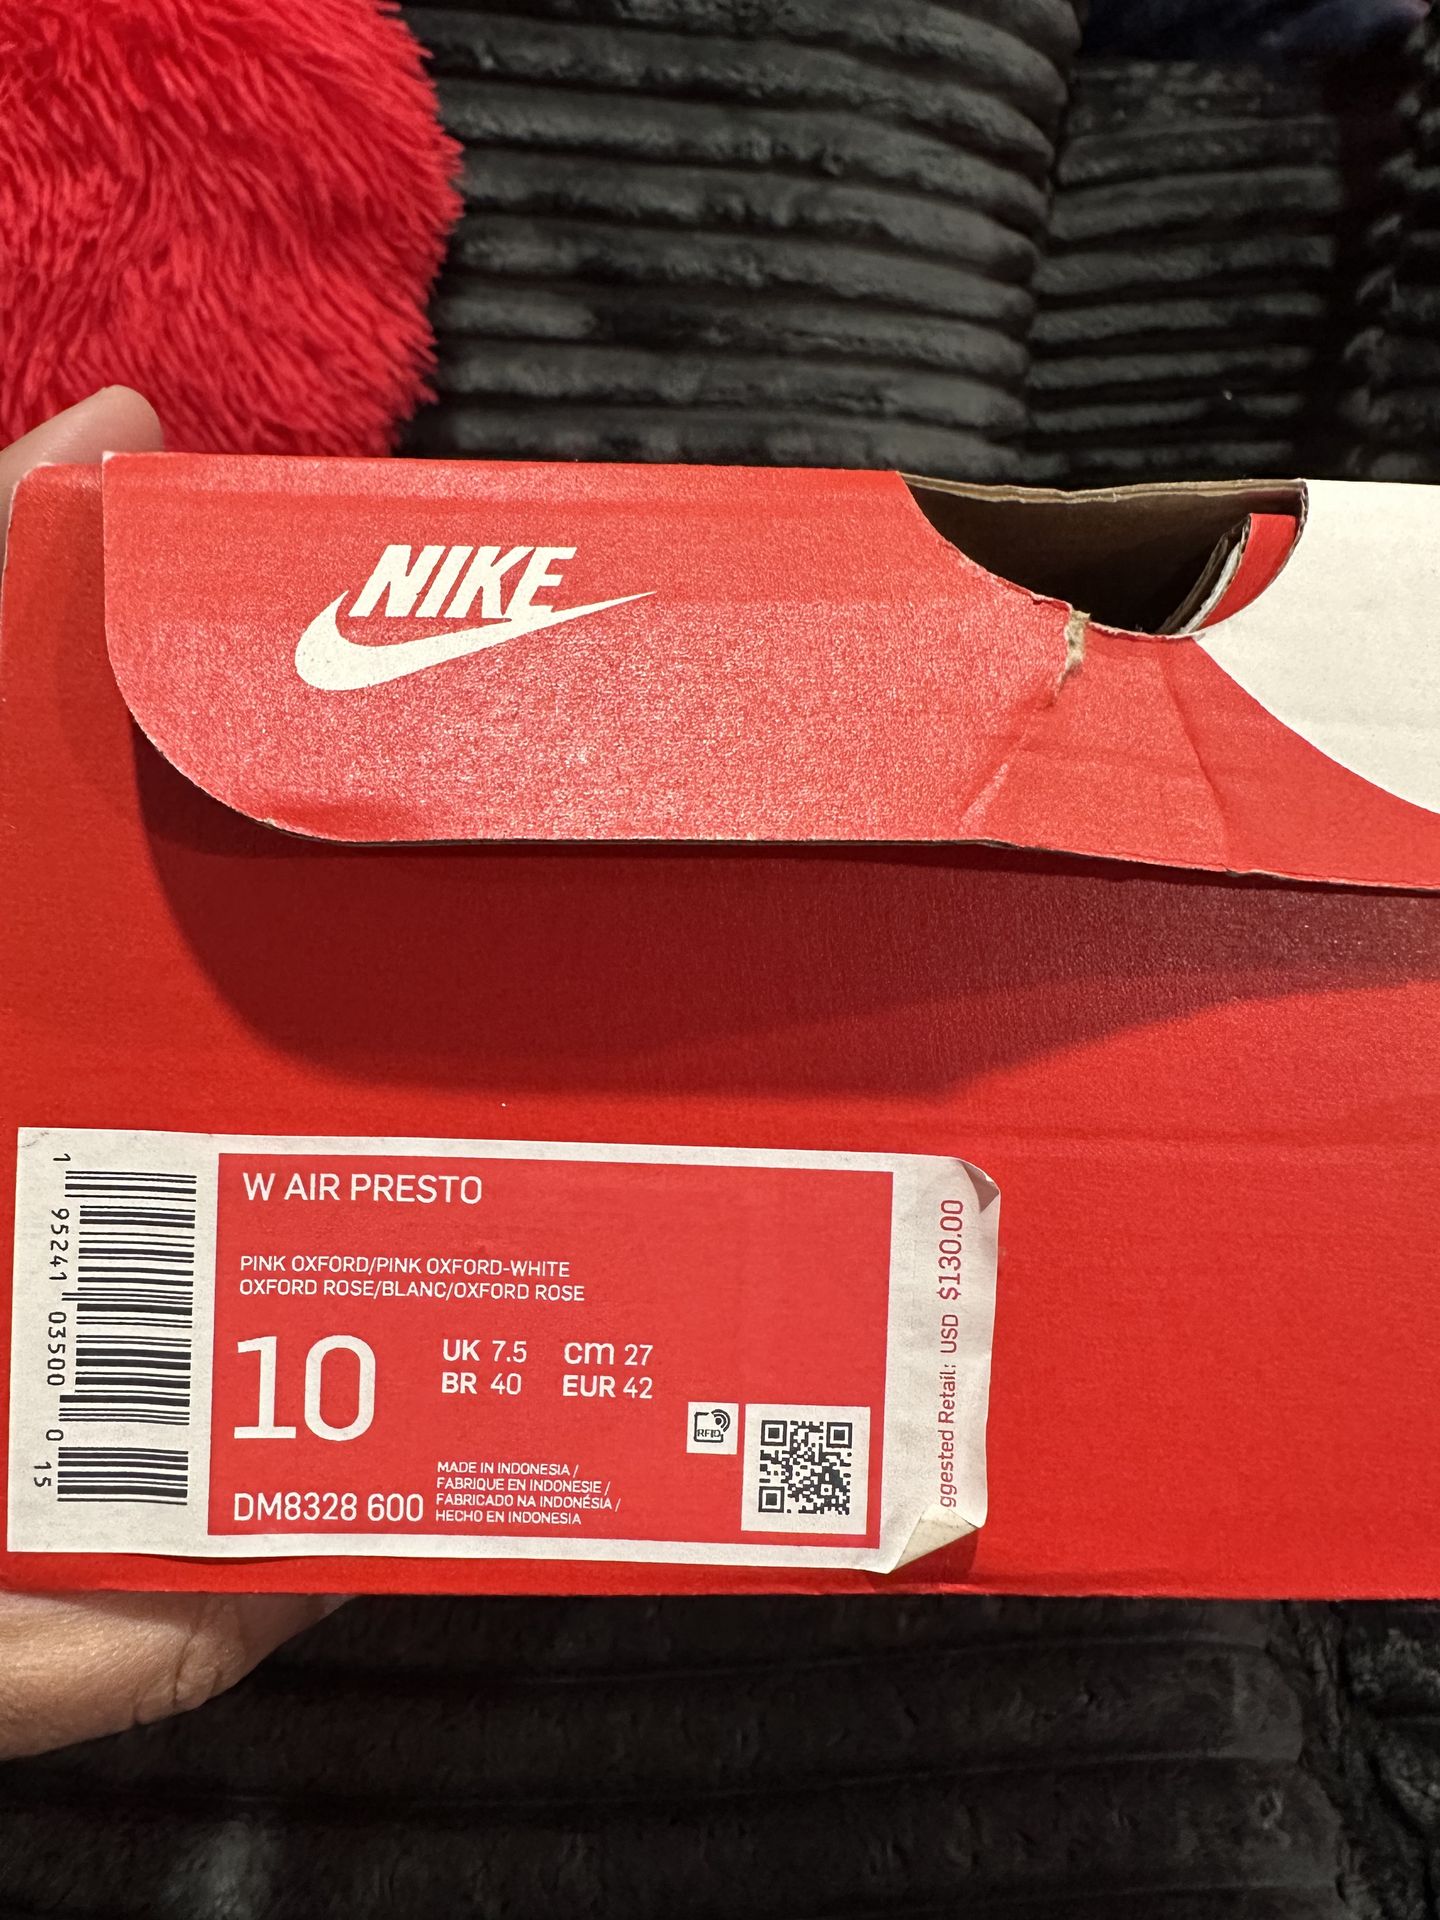 NIKE
W AIR PRESTO
PINK OXFORD/PINK OXFORD-WHITE
OXFORD ROSE/BLANC/OXFORD ROSE
10
UK 7.5 cm 27
BR 40 EUR 42
RFID
MADE IN INDONESIA /
FABRIQUE EN INDONESIE /
FABRICADO NA INDONÉSIA /
HECHO EN INDONESIA
DM8328 600
1 95241 03500 0 15
ggested Retail: USD $130.00